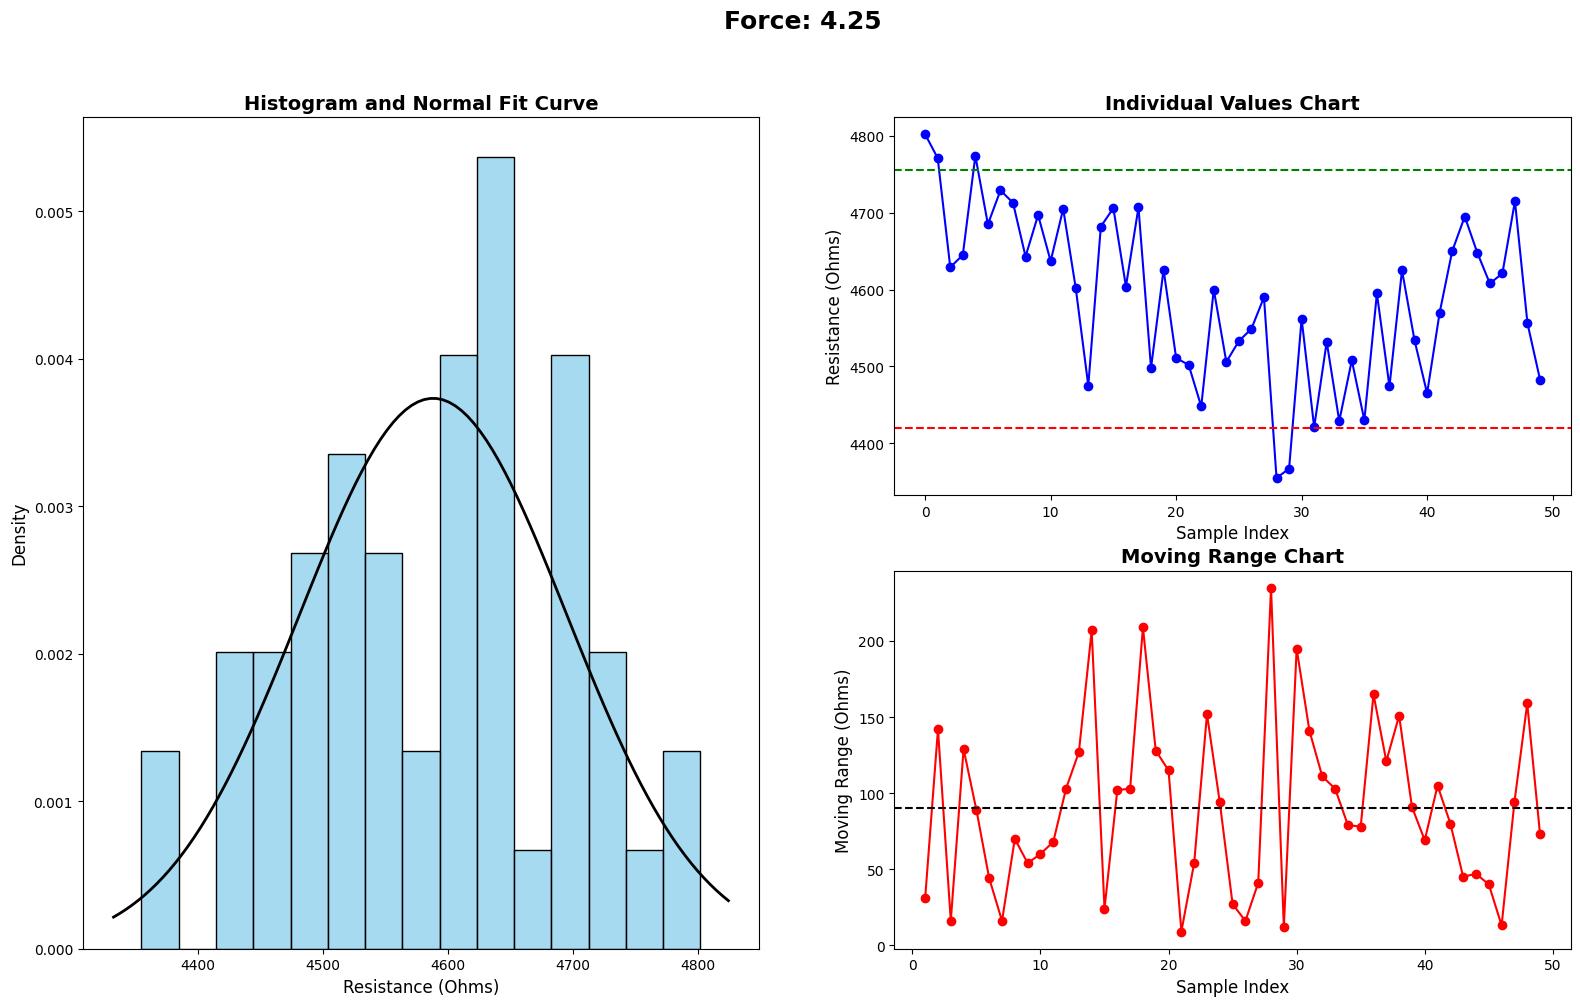 Force: 4.25
Histogram and Normal Fit Curve
Density
0.005
0.004
0.003
0.002
0.001
0.000
4400 4500 4600 4700 4800
Resistance (Ohms)
Individual Values Chart
Resistance (Ohms)
4800
4700
4600
4500
4400
0 10 20 30 40 50
Sample Index
Moving Range Chart
Moving Range (Ohms)
200
150
100
50
0
0 10 20 30 40 50
Sample Index